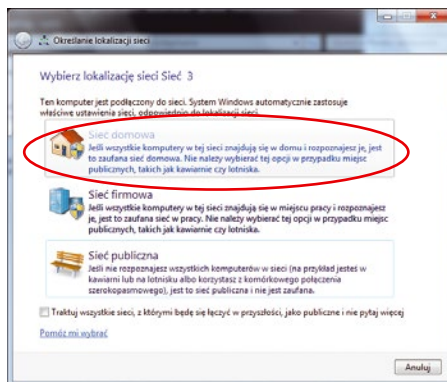 Określanie lokalizacji sieci
Wybierz lokalizację sieci Sieć 3
Ten komputer jest podłączony do sieci. System Windows automatycznie zastosuje
właściwe ustawienia sieci, odpowiednio do lokalizacji sieci.
Sieć domowa
Jeśli wszystkie komputery w tej sieci znajdują się w domu i rozpoznajesz je, jest
to zaufana sieć domowa. Nie należy wybierać tej opcji w przypadku miejsc
publicznych, takich jak kawiarnie czy lotniska.
Sieć firmowa
Jeśli wszystkie komputery w tej sieci znajdują się w miejscu pracy i rozpoznajesz
je, jest to zaufana sieć w pracy. Nie należy wybierać tej opcji w przypadku miejsc
publicznych, takich jak kawiarnie czy lotniska.
Sieć publiczna
Jeśli nie rozpoznajesz wszystkich komputerów w sieci (na przykład jesteś w
kawiarni lub na lotnisku albo korzystasz z komórkowego połączenia
szerokopasmowego), jest to sieć publiczna i nie jest zaufana.
Traktuj wszystkie sieci, z którymi będę się łączyć w przyszłości, jako publiczne i nie pytaj więcej
Pomóż mi wybrać
Anuluj